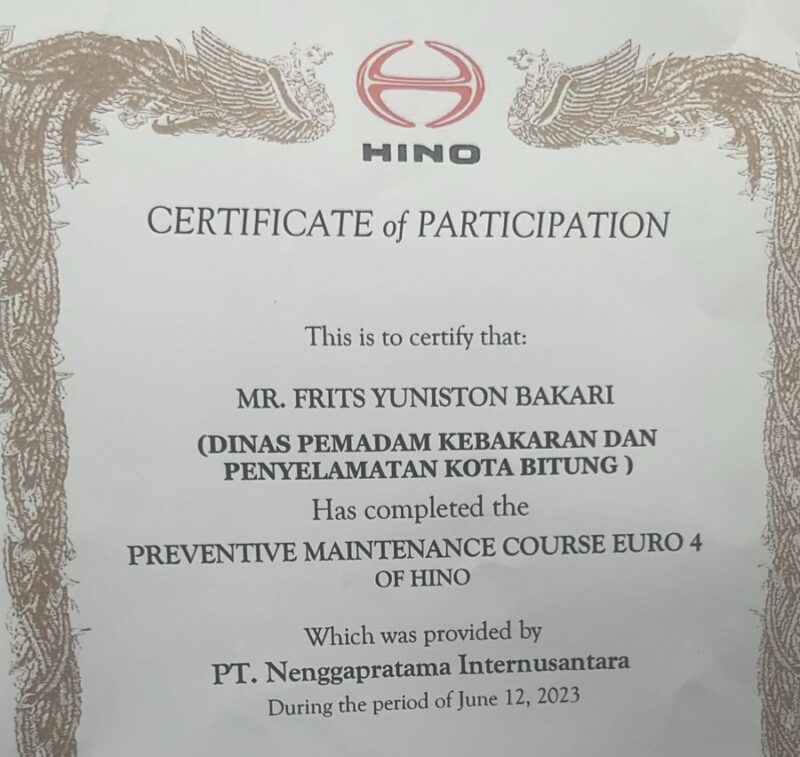 HINO
CERTIFICATE of PARTICIPATION
This is to certify that:
MR. FRITS YUNISTON BAKARI
(DINAS PEMADAM KEBAKARAN DAN
PENYELAMATAN KOTA BITUNG )
Has completed the
PREVENTIVE MAINTENANCE COURSE EURO 4
OF HINO
Which was provided by
PT. Nenggapratama Internusantara
During the period of June 12, 2023